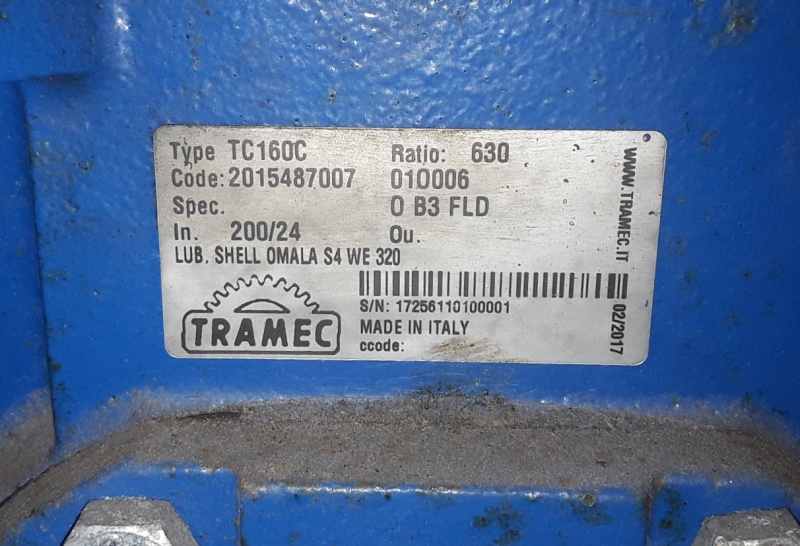 Type TC160C Ratio: 630
Code: 2015487007 010006
Spec. O B3 FLD
In. 200/24 Ou.
LUB. SHELL OMALA S4 WE 320
S/N: 17256110100001
TRAMEC
MADE IN ITALY
ccode:
WWW.TRAMEC.IT
02/2017